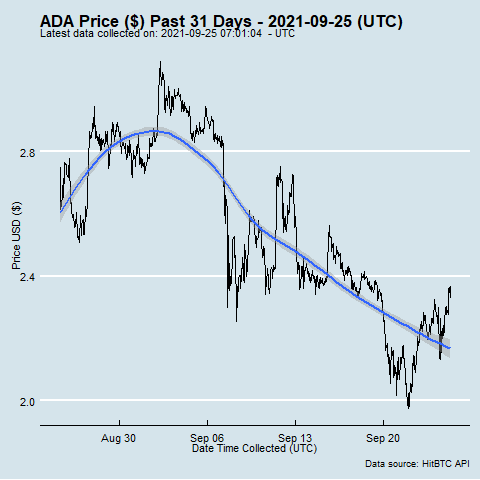 ADA Price ($) Past 31 Days - 2021-09-25 (UTC)
Latest data collected on: 2021-09-25 07:01:04 - UTC
2.8
2.4
2.0
Price USD ($)
Aug 30 Sep 06 Sep 13 Sep 20
Date Time Collected (UTC)
Data source: HitBTC API